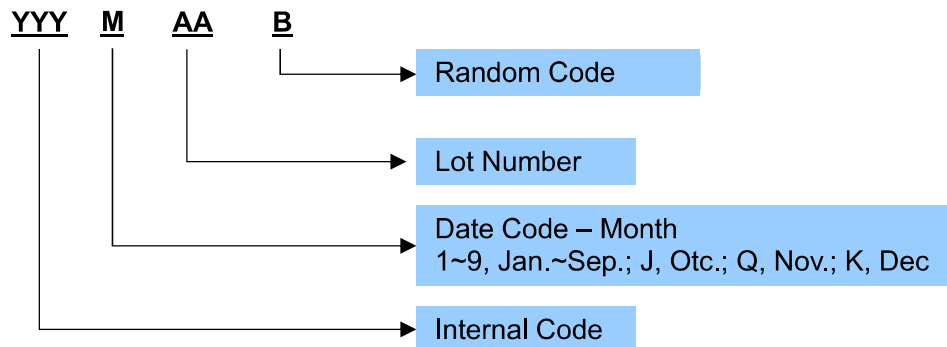 YYY M AA B
Random Code
Lot Number
Date Code – Month
1~9, Jan.~Sep.; J, Otc.; Q, Nov.; K, Dec
Internal Code